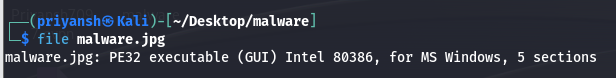 ┌──(priyansh㉿Kali)-[~/Desktop/malware]
└─$ file malware.jpg
malware.jpg: PE32 executable (GUI) Intel 80386, for MS Windows, 5 sections